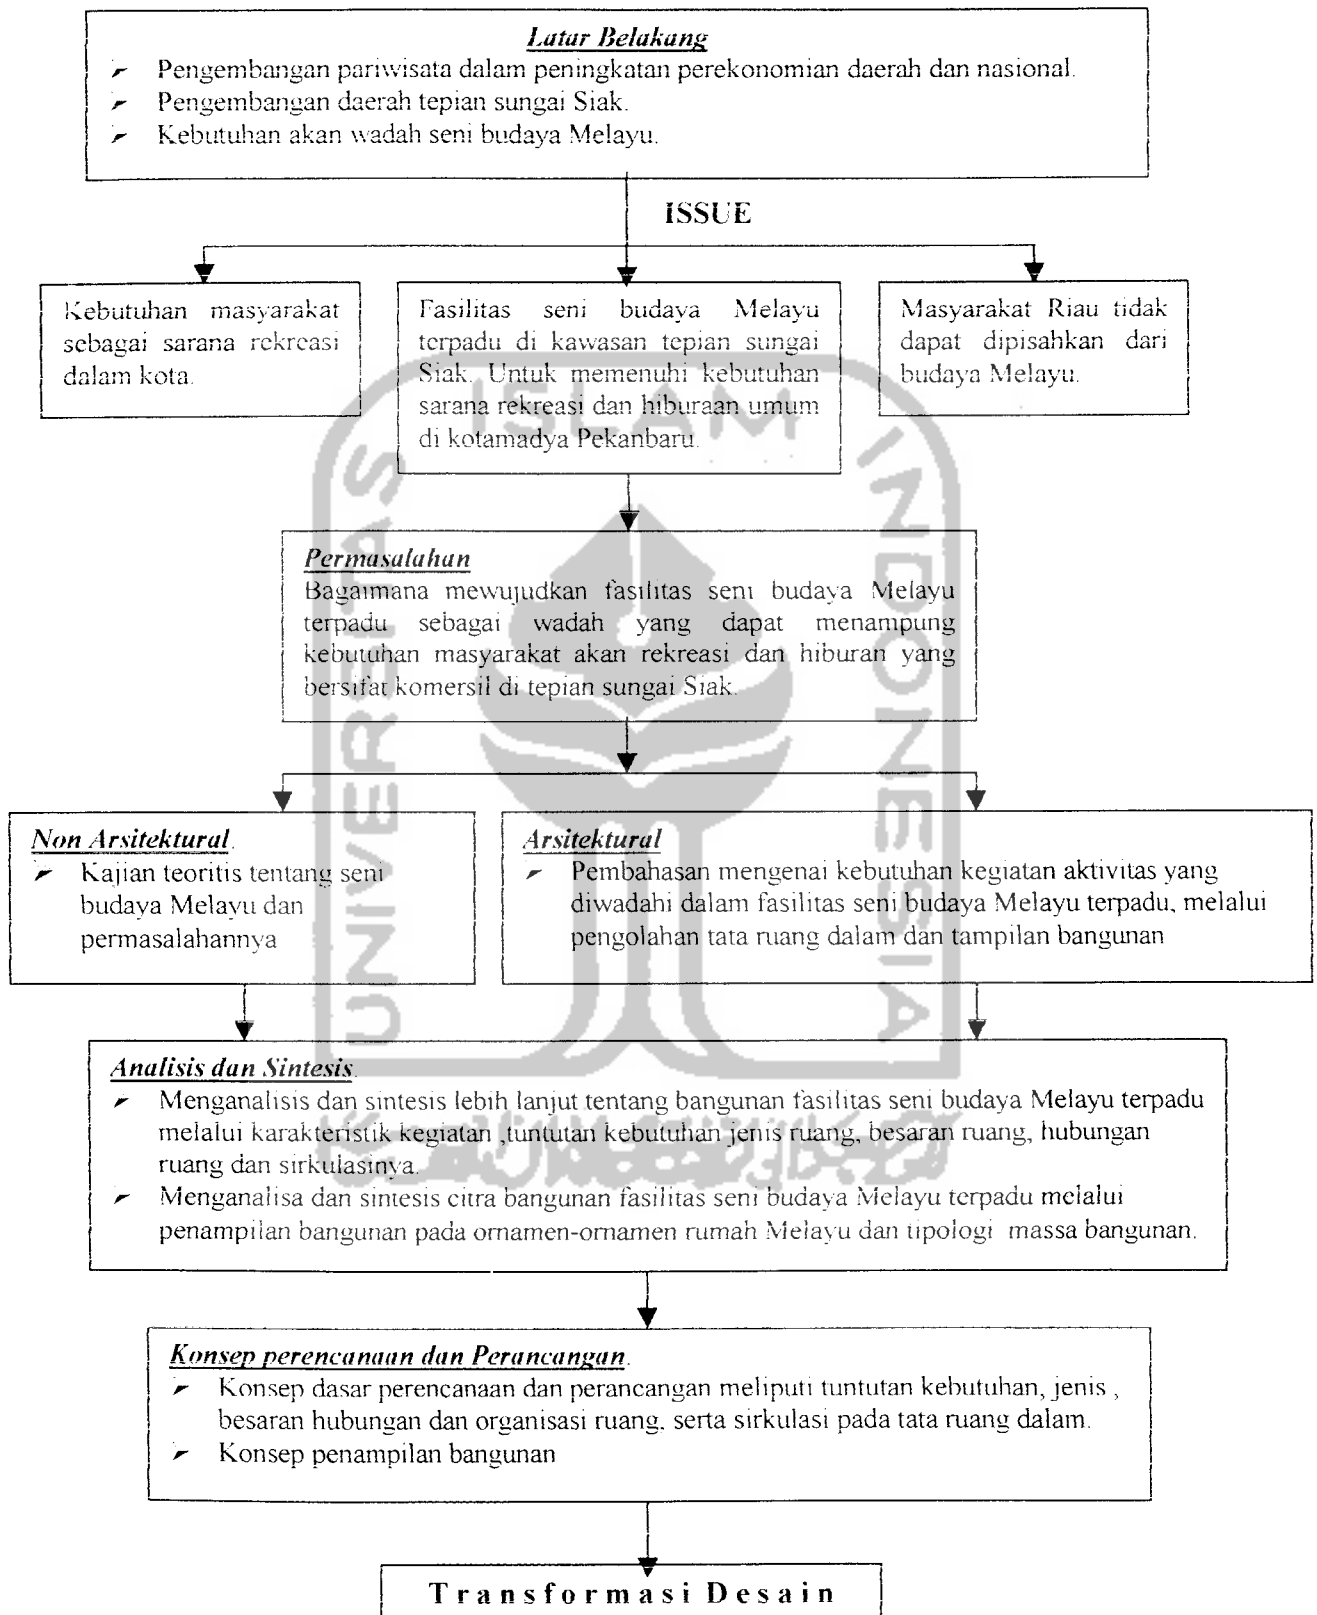 Latar Belakang
➢ Pengembangan pariwisata dalam peningkatan perekonomian daerah dan nasional.
➢ Pengembangan daerah tepian sungai Siak.
➢ Kebutuhan akan wadah seni budaya Melayu.
ISSUE
Kebutuhan masyarakat
sebagai sarana rekreasi
dalam kota.
Fasilitas seni budaya Melayu
terpadu di kawasan tepian sungai
Siak. Untuk memenuhi kebutuhan
sarana rekreasi dan hiburaan umum
di kotamadya Pekanbaru.
Masyarakat Riau tidak
dapat dipisahkan dari
budaya Melayu.
Permasalahan
Bagaimana mewujudkan fasilitas seni budaya Melayu
terpadu sebagai wadah yang dapat menampung
kebutuhan masyarakat akan rekreasi dan hiburan yang
bersifat komersil di tepian sungai Siak.
Non Arsitektural.
➢ Kajian teoritis tentang seni
budaya Melayu dan
permasalahannya
Arsitektural
➢ Pembahasan mengenai kebutuhan kegiatan aktivitas yang
diwadahi dalam fasilitas seni budaya Melayu terpadu, melalui
pengolahan tata ruang dalam dan tampilan bangunan
Analisis dan Sintesis.
➢ Menganalisis dan sintesis lebih lanjut tentang bangunan fasilitas seni budaya Melayu terpadu
melalui karakteristik kegiatan ,tuntutan kebutuhan jenis ruang, besaran ruang, hubungan
ruang dan sirkulasinya.
➢ Menganalisa dan sintesis citra bangunan fasilitas seni budaya Melayu terpadu melalui
penampilan bangunan pada ornamen-ornamen rumah Melayu dan tipologi massa bangunan.
Konsep perencanaan dan Perancangan.
➢ Konsep dasar perencanaan dan perancangan meliputi tuntutan kebutuhan, jenis ,
besaran hubungan dan organisasi ruang, serta sirkulasi pada tata ruang dalam.
➢ Konsep penampilan bangunan
Transformasi Desain
UNIVERSITAS
ISLAM
INDONESIA